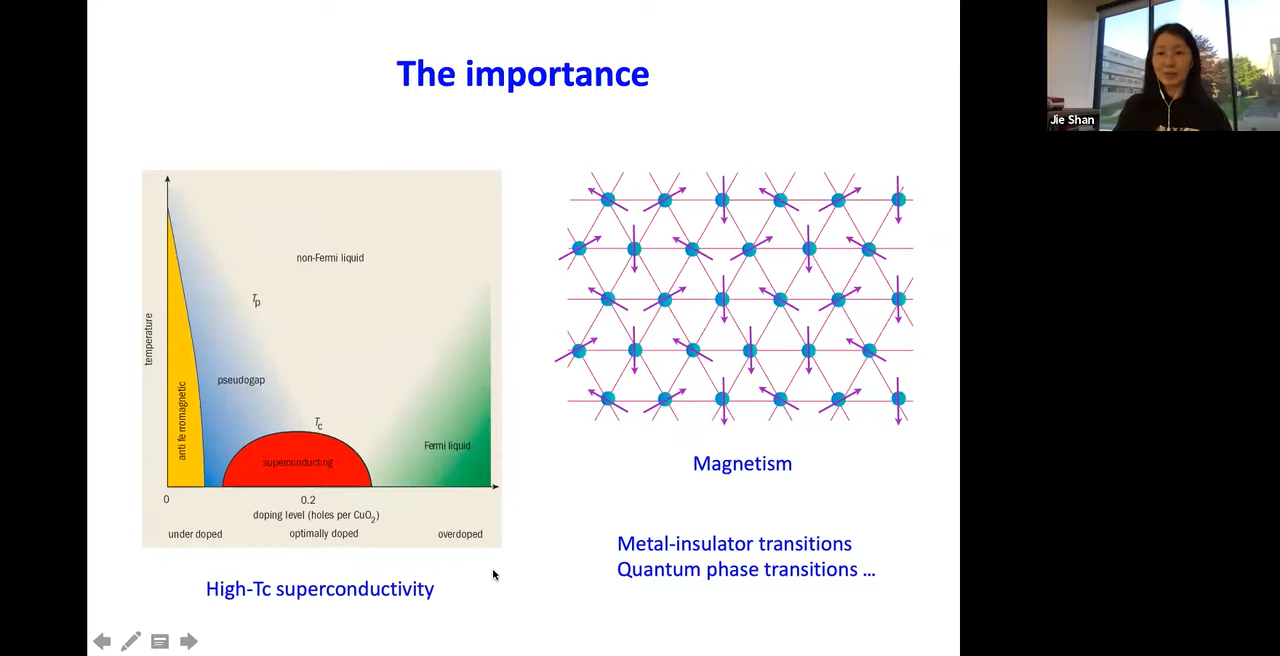 The importance
Jie Shan
non-Fermi liquid
Tp
temperature
pseudogap
anti fe rromagnetic
Tc
superconducting
Fermi liquid
0
0.2
doping level (holes per CuO2)
under doped
optimally doped
overdoped
High-Tc superconductivity
Magnetism
Metal-insulator transitions
Quantum phase transitions ...